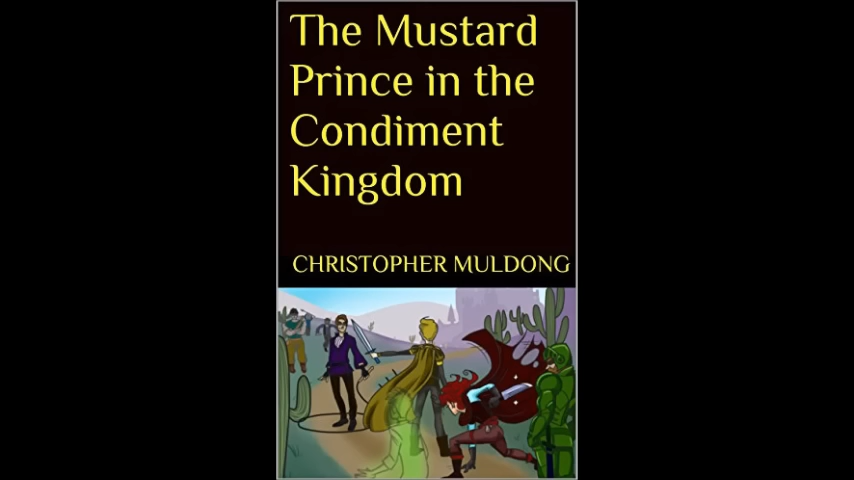 The Mustard
Prince in the
Condiment
Kingdom
CHRISTOPHER MULDONG